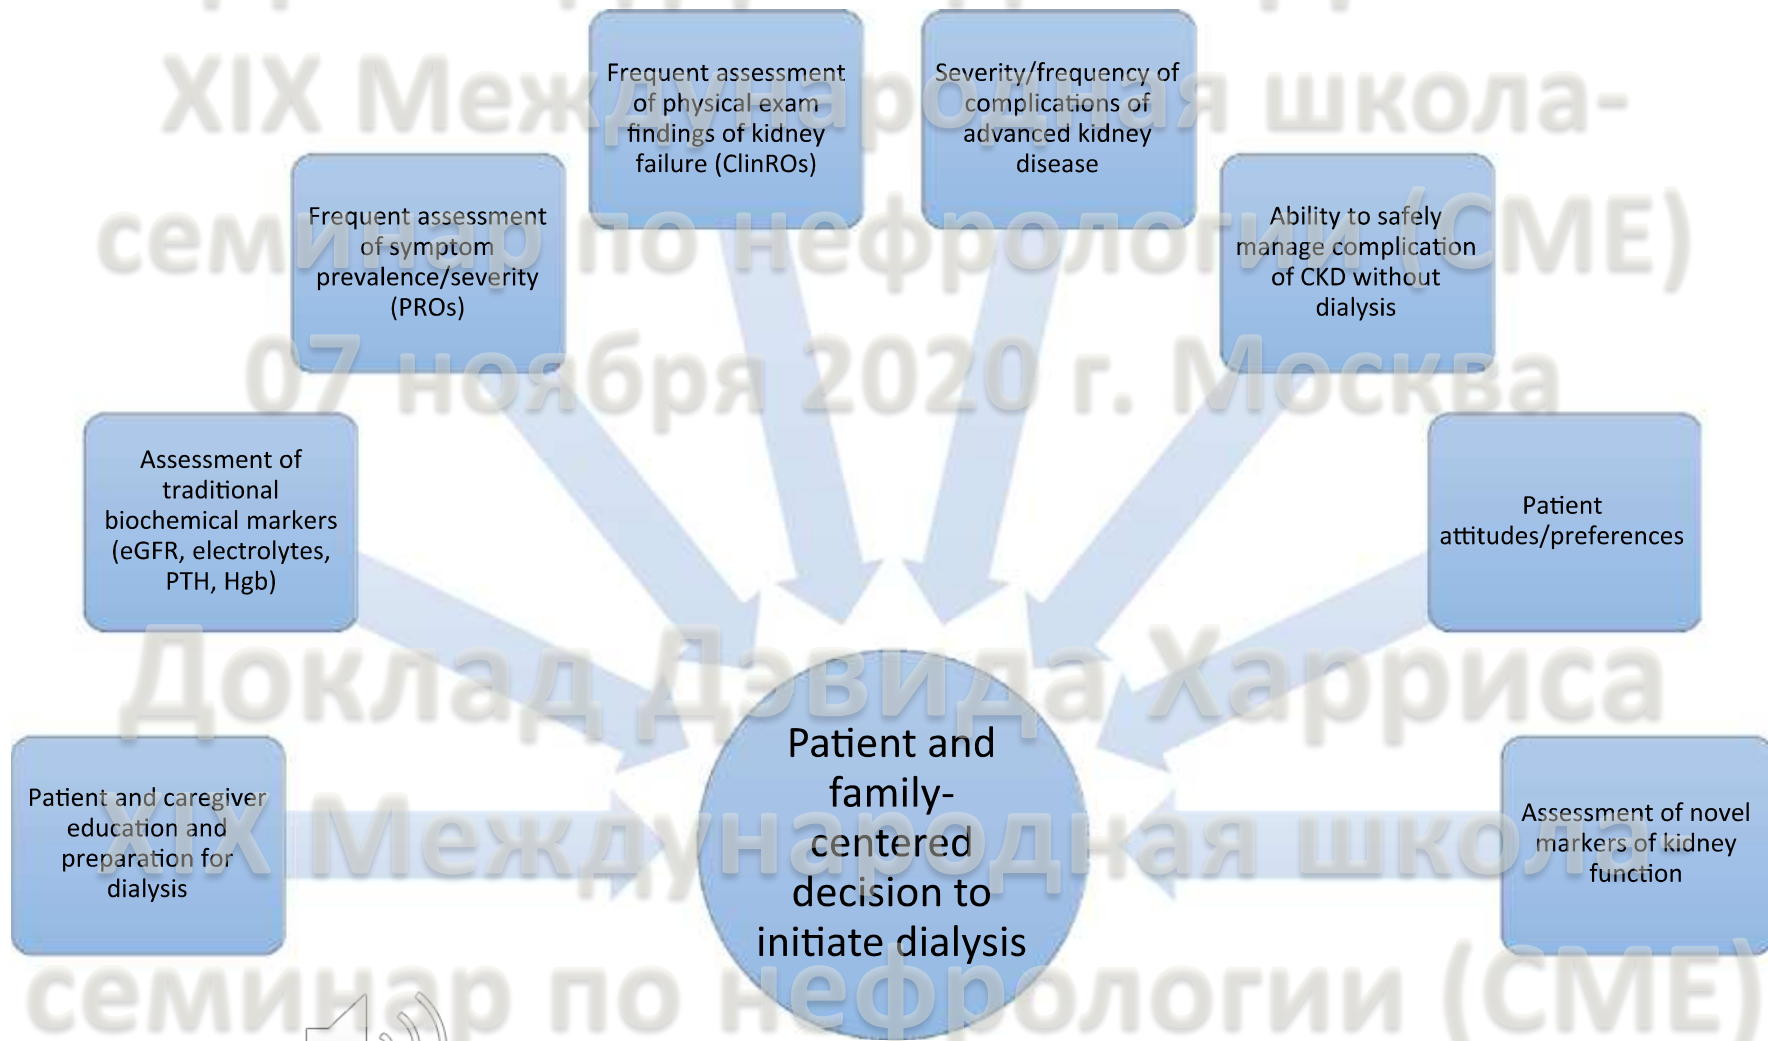 XIX Международная школа-
семинар по нефрологии (CME)
07 ноября 2020 г. Москва
Доклад Дэвида Харриса
XIX Международная школа-
семинар по нефрологии (CME)
Patient and caregiver
education and
preparation for
dialysis
Assessment of
traditional
biochemical markers
(eGFR, electrolytes,
PTH, Hgb)
Frequent assessment
of symptom
prevalence/severity
(PROs)
Frequent assessment
of physical exam
findings of kidney
failure (ClinROs)
Severity/frequency of
complications of
advanced kidney
disease
Ability to safely
manage complication
of CKD without
dialysis
Patient
attitudes/preferences
Assessment of novel
markers of kidney
function
Patient and
family-
centered
decision to
initiate dialysis